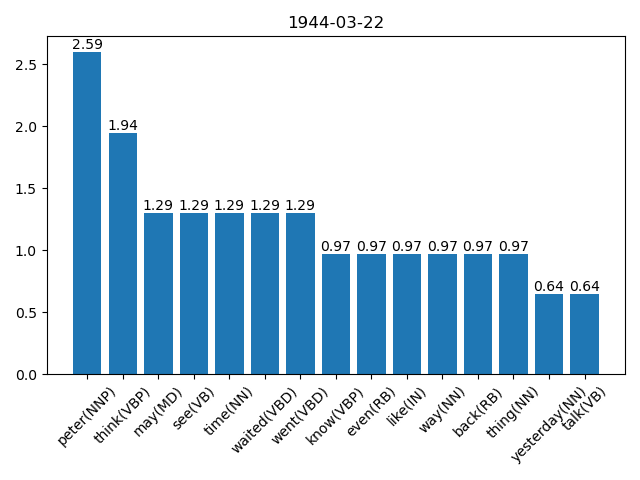 1944-03-22
2.59
1.94
1.29 1.29 1.29 1.29 1.29
0.97 0.97 0.97 0.97 0.97 0.97
0.64 0.64
2.5
2.0
1.5
1.0
0.5
0.0
peter(NNP)
think(VBP)
may(MD)
see(VB)
time(NN)
waited(VBD)
went(VBD)
know(VBP)
even(RB)
like(IN)
way(NN)
back(RB)
thing(NN)
yesterday(NN)
talk(VB)